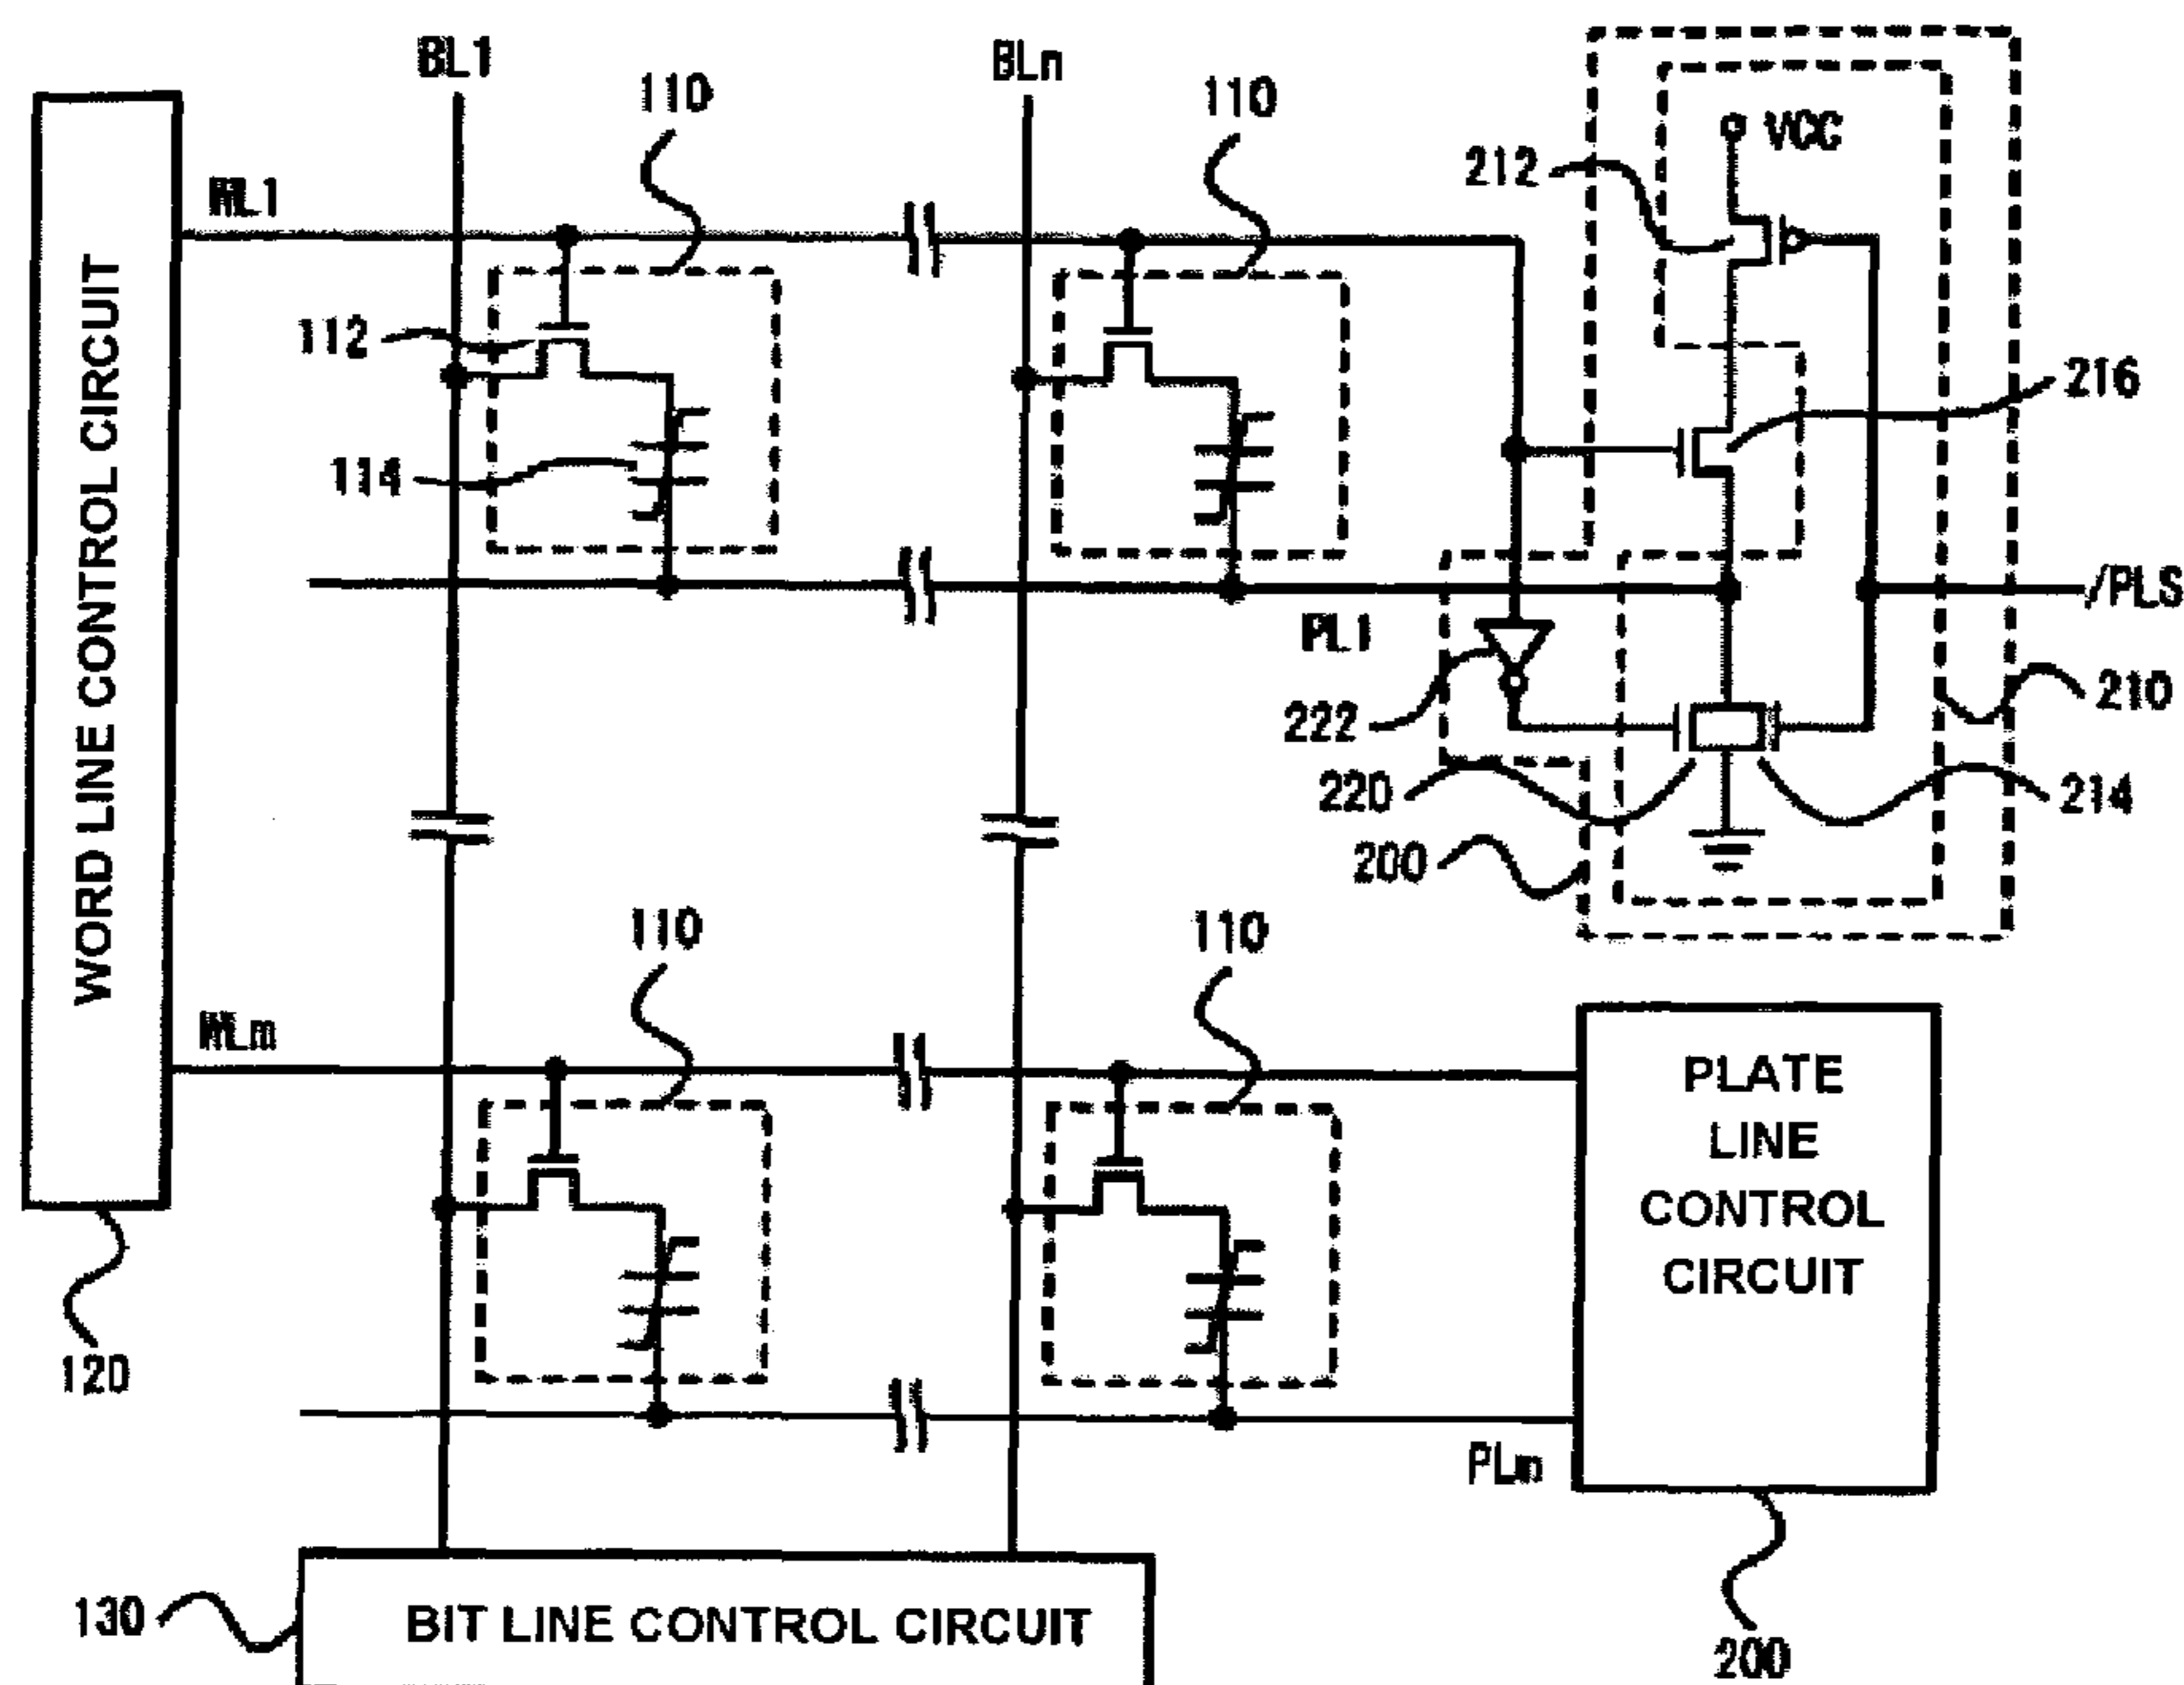 BL1
BLn
110
110
VCC
212
WL1
WORD LINE CONTROL CIRCUIT
112
216
114
/PLS
PL1
210
222
220
214
200
110
110
WLm
PLATE
LINE
CONTROL
CIRCUIT
120
PLm
130
BIT LINE CONTROL CIRCUIT
200